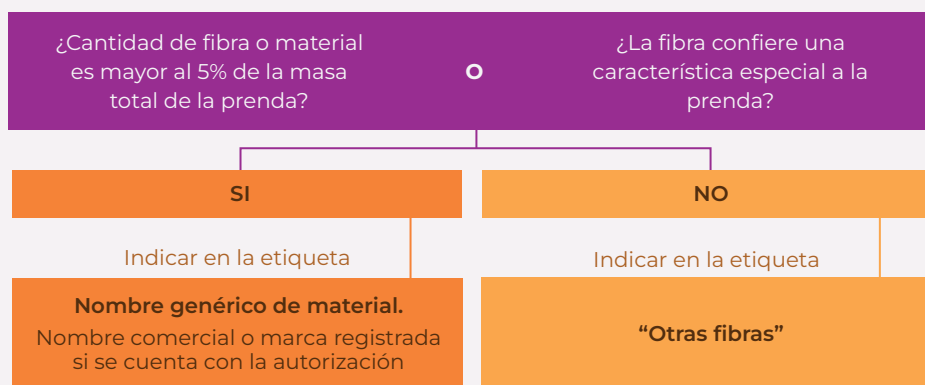 ¿Cantidad de fibra o material
es mayor al 5% de la masa
total de la prenda?
O
¿La fibra confiere una
característica especial a la
prenda?
SI
NO
Indicar en la etiqueta
Indicar en la etiqueta
Nombre genérico de material.
Nombre comercial o marca registrada
si se cuenta con la autorización
“Otras fibras”